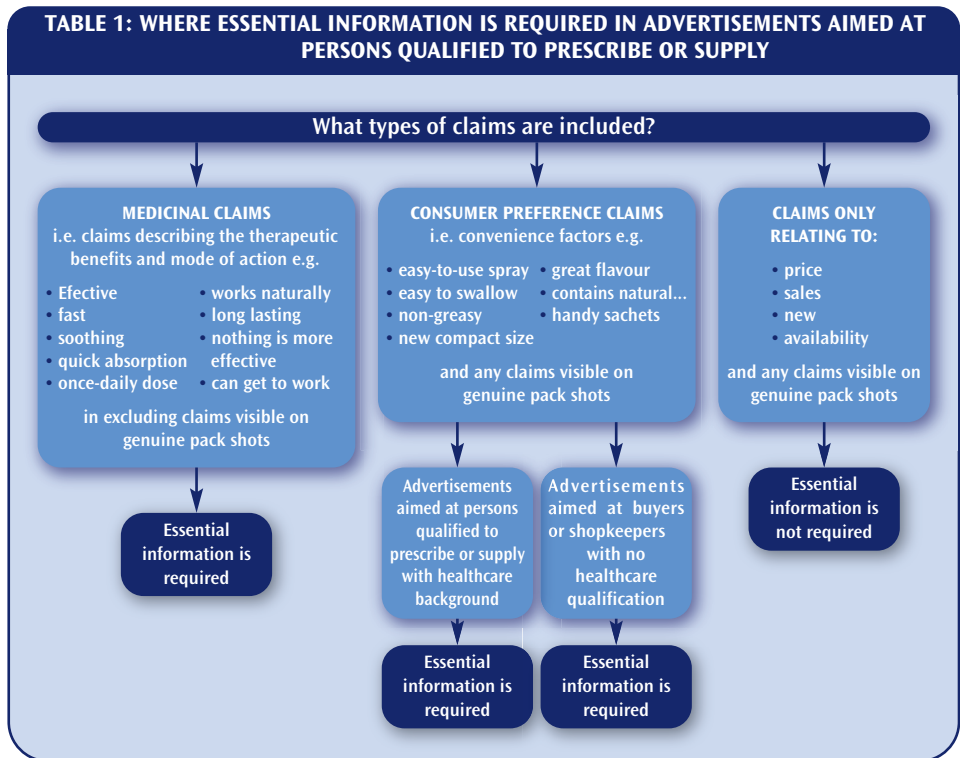 TABLE 1: WHERE ESSENTIAL INFORMATION IS REQUIRED IN ADVERTISEMENTS AIMED AT
PERSONS QUALIFIED TO PRESCRIBE OR SUPPLY
What types of claims are included?
MEDICINAL CLAIMS
i.e. claims describing the therapeutic
benefits and mode of action e.g.
• Efective
• fast
• soothing
• quick absorption
• once-daily dose
• works naturally
• long lasting
• nothing is more
effective
• can get to work
in excluding claims visible on
genuine pack shots
Essential
information is
required
CONSUMER PREFERENCE CLAIMS
i.e. convenience factors e.g.
• easy-to-use spray
• easy to swallow
• non-greasy
• new compact size
• great flavour
• contains natural...
• handy sachets
and any claims visible on
genuine pack shots
Advertisements
aimed at persons
qualified to
prescribe or supply
with healthcare
background
Essential
information is
required
Advertisements
aimed at buyers
or shopkeepers
with no
healthcare
qualification
Essential
information is
required
CLAIMS ONLY
RELATING TO:
• price
• sales
• new
• availability
and any claims visible on
genuine pack shots
Essential
information is
not required